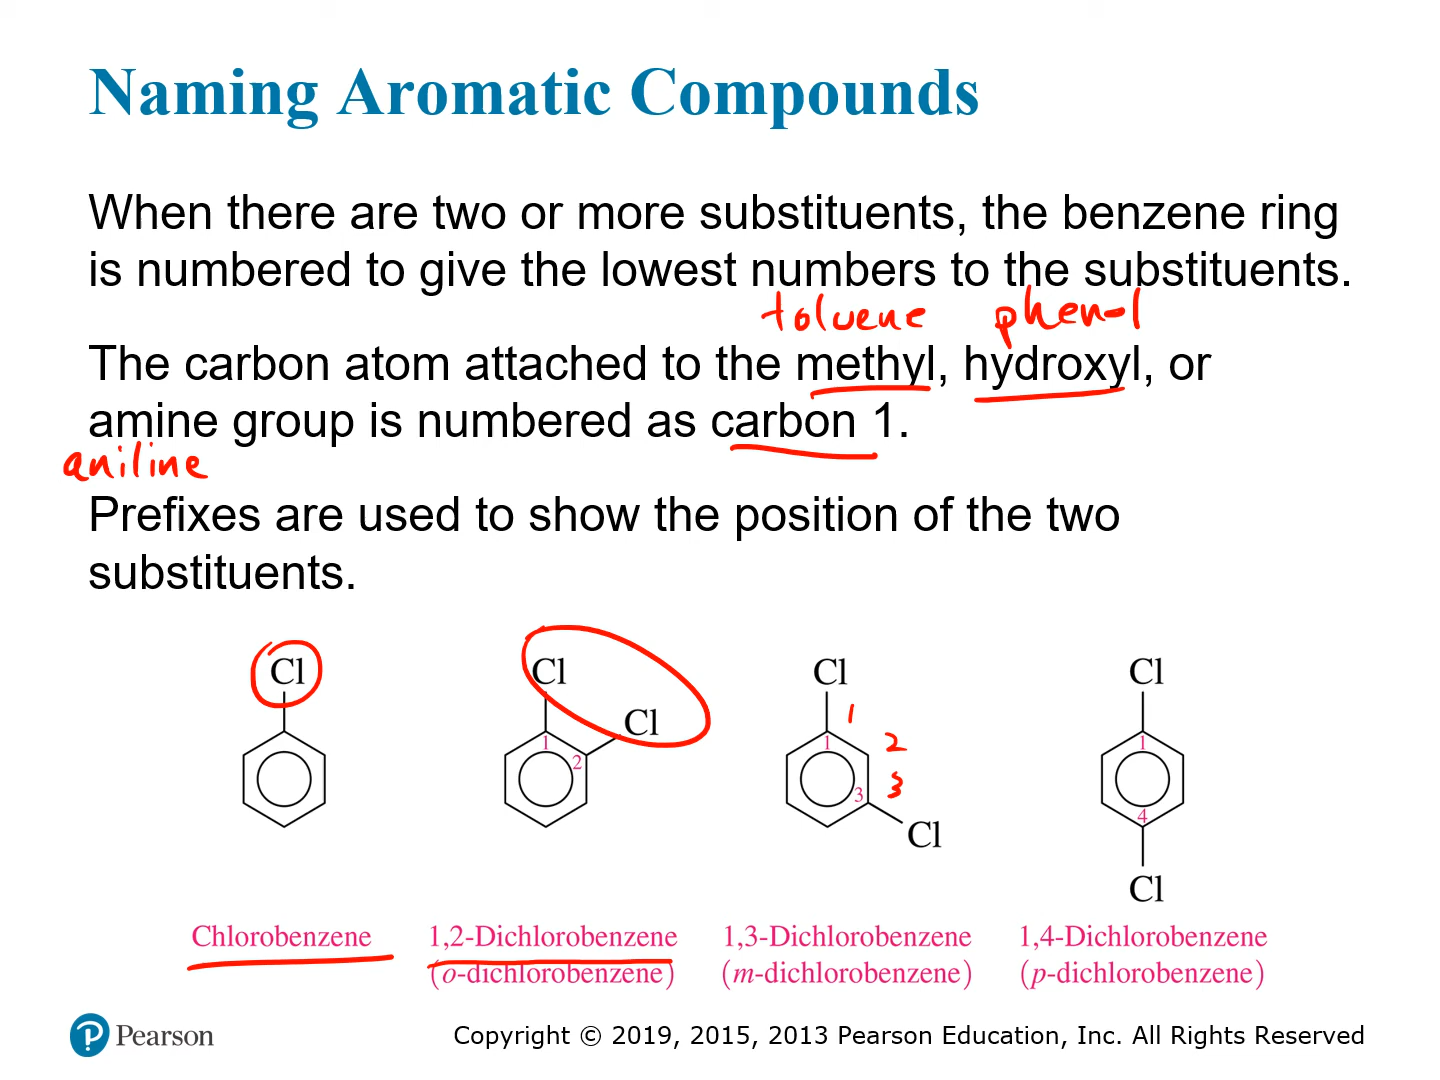 Naming Aromatic Compounds
When there are two or more substituents, the benzene ring
is numbered to give the lowest numbers to the substituents.
toluene phenol
The carbon atom attached to the methyl, hydroxyl, or
amine group is numbered as carbon 1.
aniline
Prefixes are used to show the position of the two
substituents.
Cl
Cl
Cl
1
2
Cl
1
2
3
1
3
Cl
Cl
1
4
Cl
Chlorobenzene
1,2-Dichlorobenzene
(o-dichlorobenzene)
1,3-Dichlorobenzene
(m-dichlorobenzene)
1,4-Dichlorobenzene
(p-dichlorobenzene)
P Pearson
Copyright © 2019, 2015, 2013 Pearson Education, Inc. All Rights Reserved